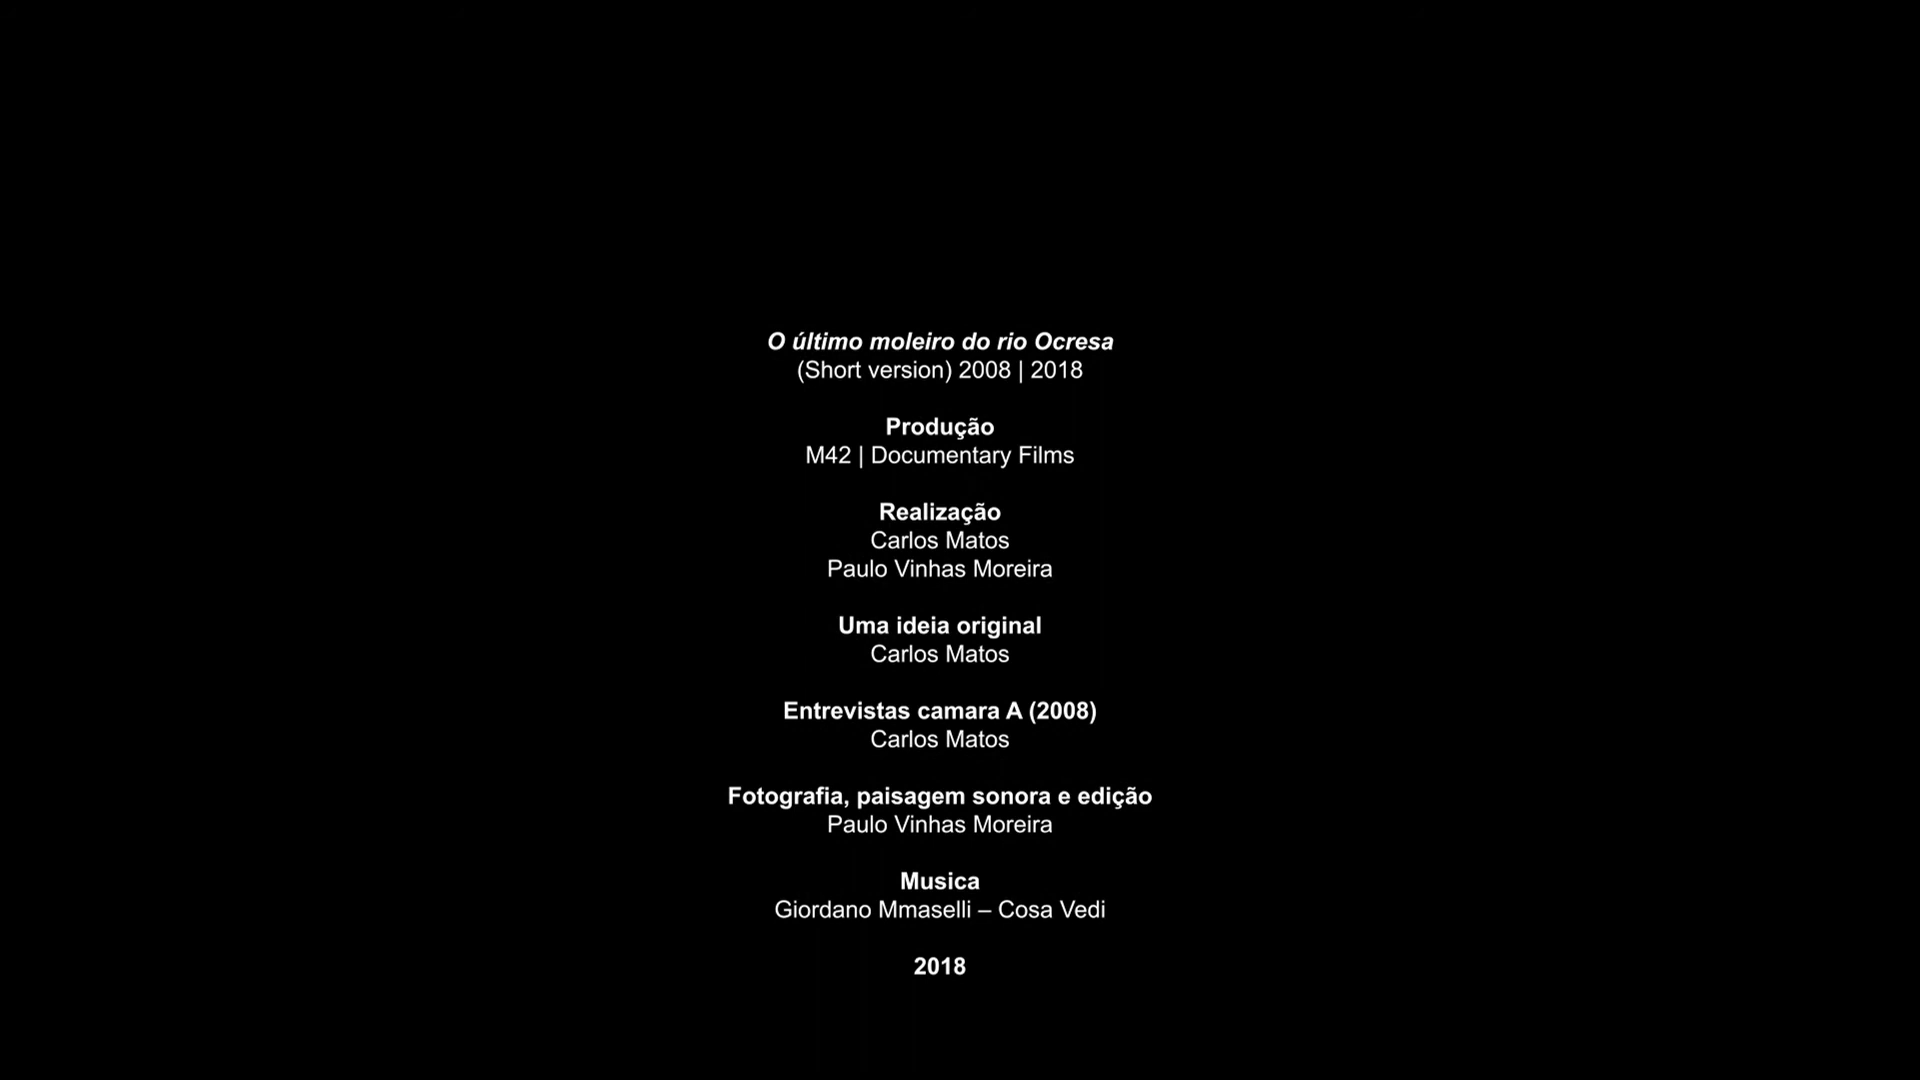 O último moleiro do rio Ocresa
(Short version) 2008 | 2018
Produção
M42 | Documentary Films
Realização
Carlos Matos
Paulo Vinhas Moreira
Uma ideia original
Carlos Matos
Entrevistas camara A (2008)
Carlos Matos
Fotografia, paisagem sonora e edição
Paulo Vinhas Moreira
Musica
Giordano Mmaselli – Cosa Vedi
2018